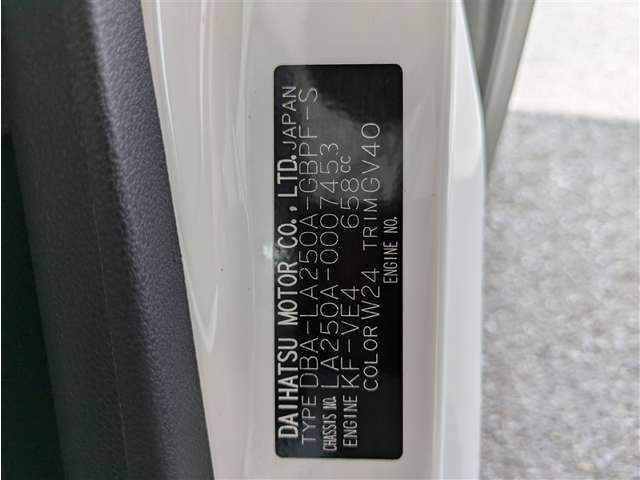 DAIHATSU MOTOR CO., LTD. JAPAN
TYPE DBA-LA250A-GBPF-S
CHASSIS NO. LA250A-0007453
ENGINE KF-VE4 658cc
COLOR W24 TRIM GV40
ENGINE NO.